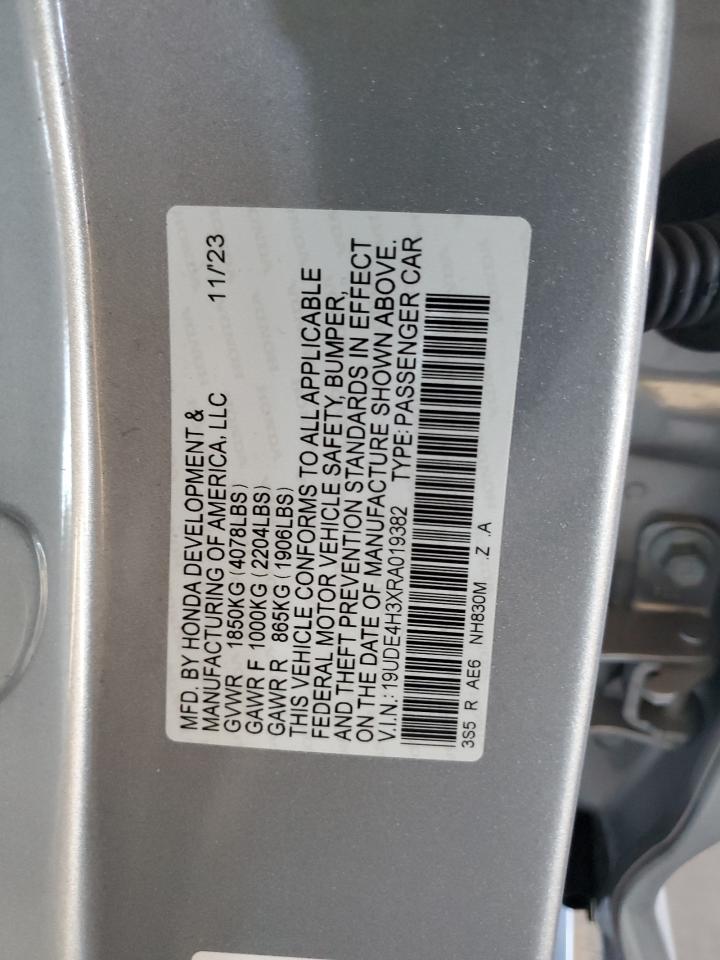 MFD. BY HONDA DEVELOPMENT &
MANUFACTURING OF AMERICA, LLC 11/'23
GVWR 1850KG (4078LBS)
GAWR F 1000KG (2204LBS)
GAWR R 865KG (1906LBS)
THIS VEHICLE CONFORMS TO ALL APPLICABLE
FEDERAL MOTOR VEHICLE SAFETY, BUMPER,
AND THEFT PREVENTION STANDARDS IN EFFECT
ON THE DATE OF MANUFACTURE SHOWN ABOVE.
V.I.N.: 19UDE4H3XRA019382 TYPE: PASSENGER CAR
3S5 R AE6 NH830M .Z .A